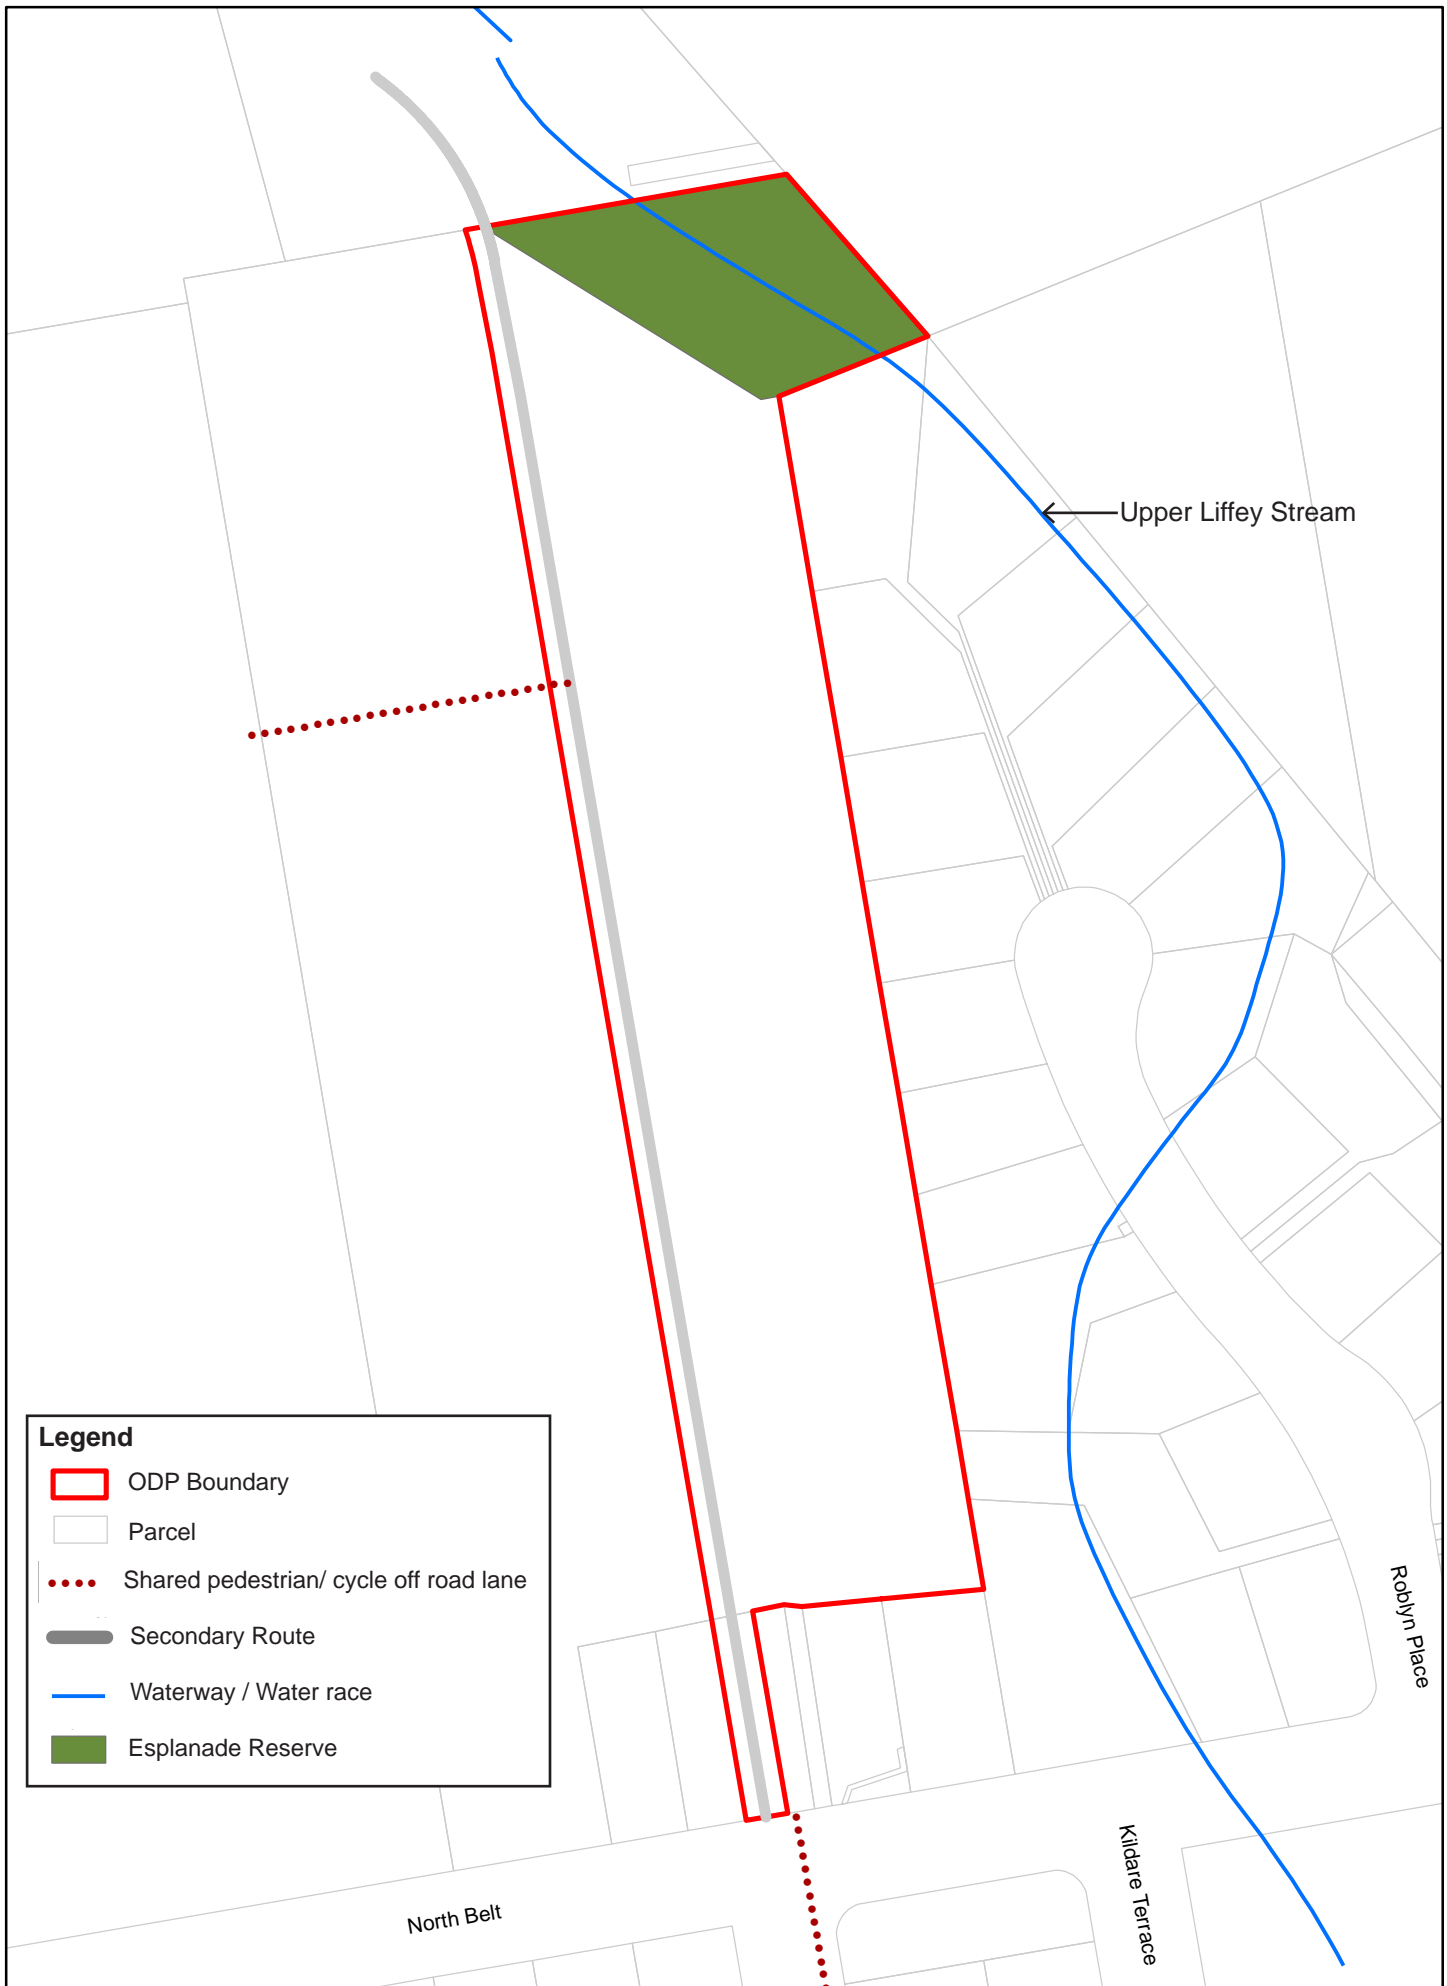 Upper Liffey Stream
Legend
ODP Boundary
Parcel
Shared pedestrian/ cycle off road lane
Secondary Route
Waterway / Water race
Esplanade Reserve
Roblyn Place
Kildare Terrace
North Belt